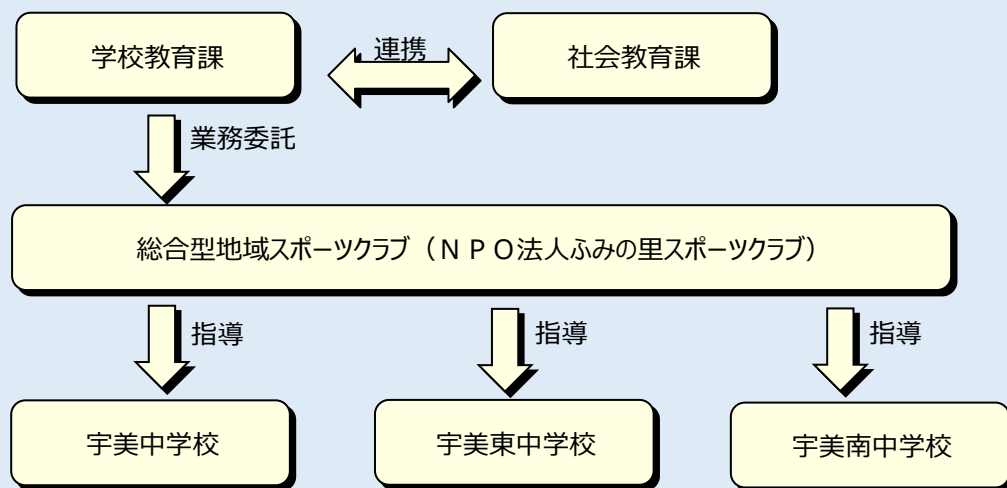 学校教育課
連携
社会教育課
業務委託
総合型地域スポーツクラブ（ＮＰＯ法人ふみの里スポーツクラブ）
指導
指導
指導
宇美中学校
宇美東中学校
宇美南中学校